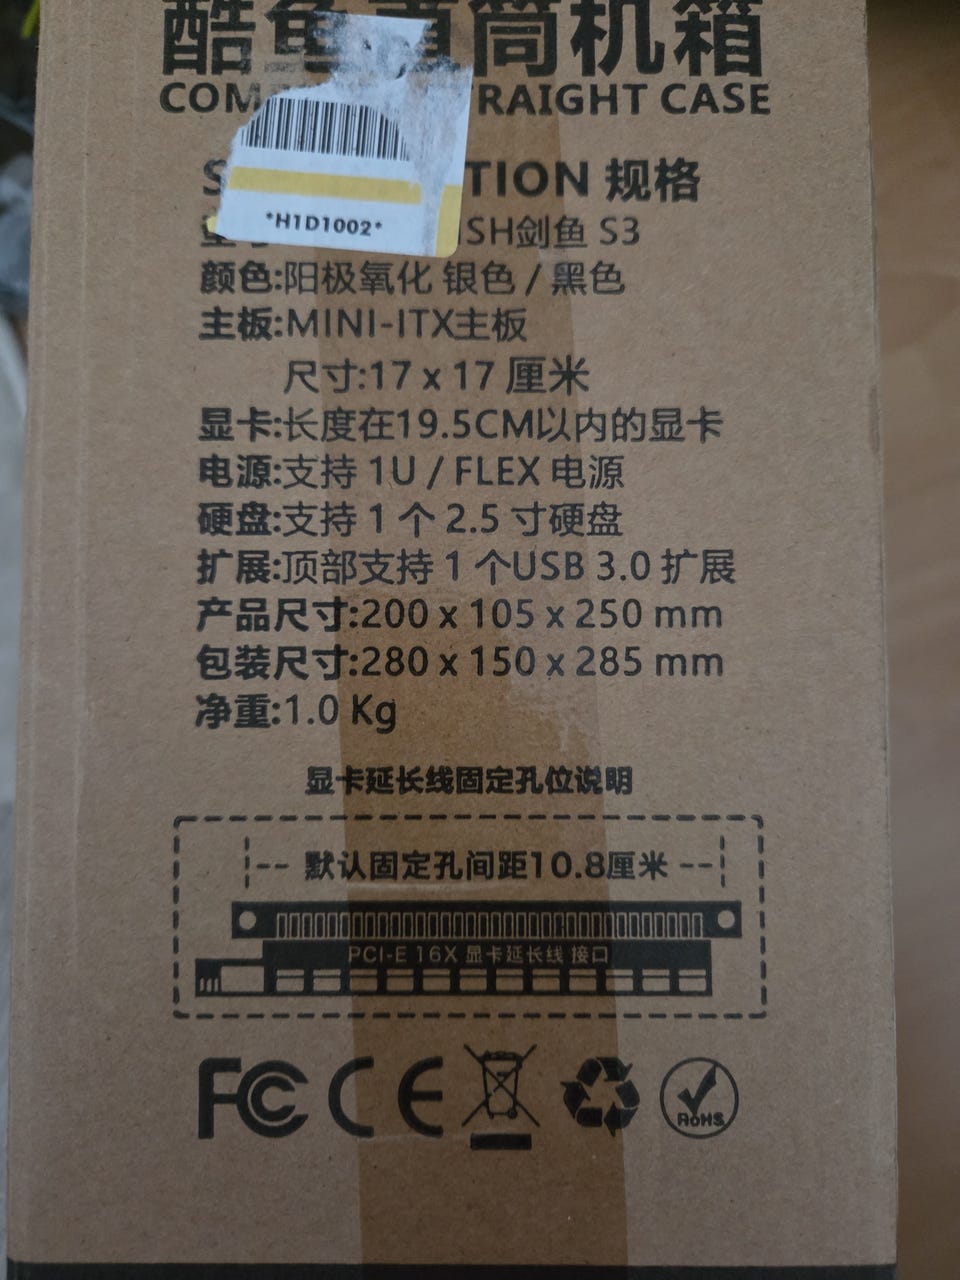 酷鱼直筒机箱
COM RAIGHT CASE
S TION 规格
*H1D1002*
型号 ISH剑鱼 S3
颜色:阳极氧化 银色 / 黑色
主板:MINI-ITX主板
尺寸:17 x 17 厘米
显卡:长度在19.5CM以内的显卡
电源:支持 1U / FLEX 电源
硬盘:支持 1 个 2.5 寸硬盘
扩展:顶部支持 1 个USB 3.0 扩展
产品尺寸:200 x 105 x 250 mm
包装尺寸:280 x 150 x 285 mm
净重:1.0 Kg
显卡延长线固定孔位说明
默认固定孔间距10.8厘米
PCI-E 16X 显卡延长线 接口
FC CE RoHS